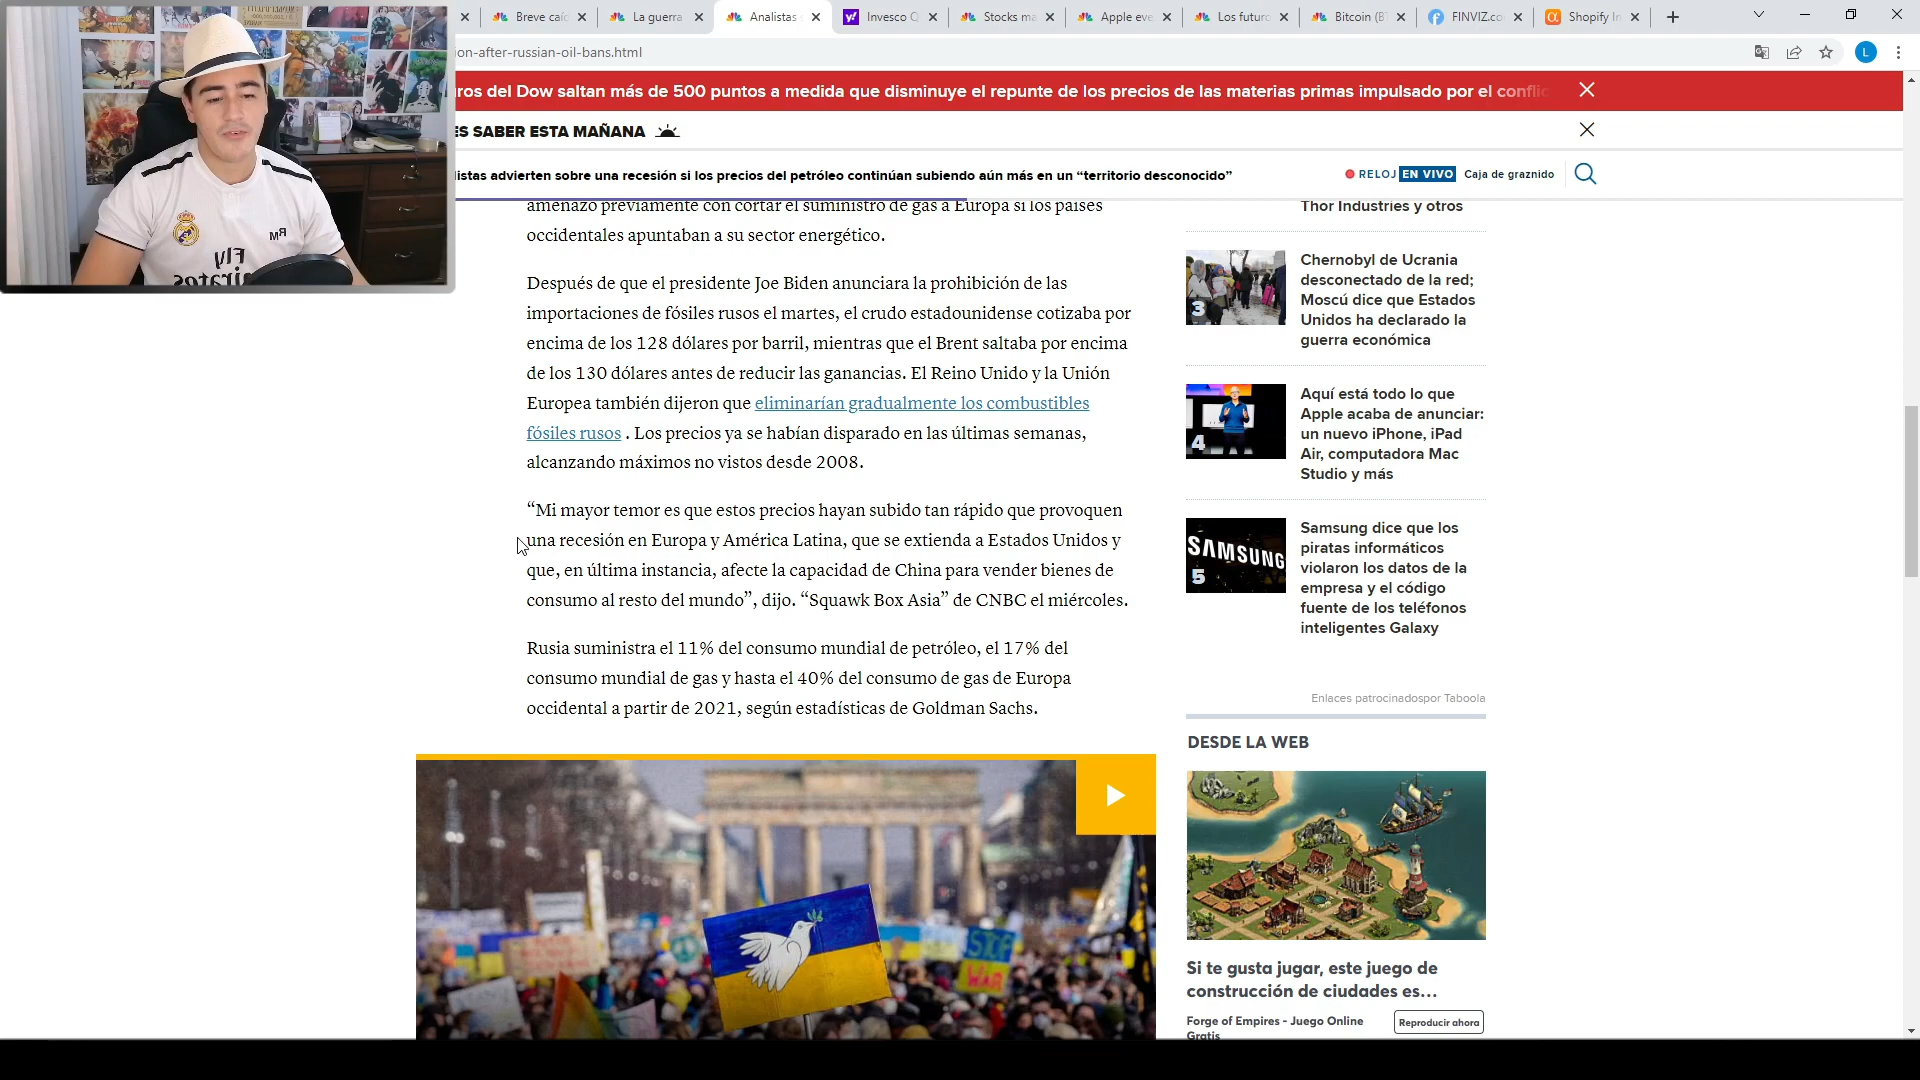 Breve caí
La guerra
Analistas
Invesco Q
Stocks ma
Apple eve
Los futuro
Bitcoin (B
FINVIZ.co
Shopify In
ion-after-russian-oil-bans.html
L
ros del Dow saltan más de 500 puntos a medida que disminuye el repunte de los precios de las materias primas impulsado por el conflic
ES SABER ESTA MAÑANA
listas advierten sobre una recesión si los precios del petróleo continúan subiendo aún más en un “territorio desconocido”
RELOJ EN VIVO
Caja de graznido
amenazó previamente con cortar el suministro de gas a Europa si los países
occidentales apuntaban a su sector energético.
Después de que el presidente Joe Biden anunciara la prohibición de las
importaciones de fósiles rusos el martes, el crudo estadounidense cotizaba por
encima de los 128 dólares por barril, mientras que el Brent saltaba por encima
de los 130 dólares antes de reducir las ganancias. El Reino Unido y la Unión
Europea también dijeron que eliminarían gradualmente los combustibles
fósiles rusos . Los precios ya se habían disparado en las últimas semanas,
alcanzando máximos no vistos desde 2008.
“Mi mayor temor es que estos precios hayan subido tan rápido que provoquen
una recesión en Europa y América Latina, que se extienda a Estados Unidos y
que, en última instancia, afecte la capacidad de China para vender bienes de
consumo al resto del mundo”, dijo. “Squawk Box Asia” de CNBC el miércoles.
Rusia suministra el 11% del consumo mundial de petróleo, el 17% del
consumo mundial de gas y hasta el 40% del consumo de gas de Europa
occidental a partir de 2021, según estadísticas de Goldman Sachs.
STOP
WAR
Thor Industries y otros
3
Chernobyl de Ucrania
desconectado de la red;
Moscú dice que Estados
Unidos ha declarado la
guerra económica
4
Aquí está todo lo que
Apple acaba de anunciar:
un nuevo iPhone, iPad
Air, computadora Mac
Studio y más
SAMSUNG
5
Samsung dice que los
piratas informáticos
violaron los datos de la
empresa y el código
fuente de los teléfonos
inteligentes Galaxy
Enlaces patrocinadospor Taboola
DESDE LA WEB
Si te gusta jugar, este juego de
construcción de ciudades es...
Forge of Empires - Juego Online
Gratis
Reproducir ahora